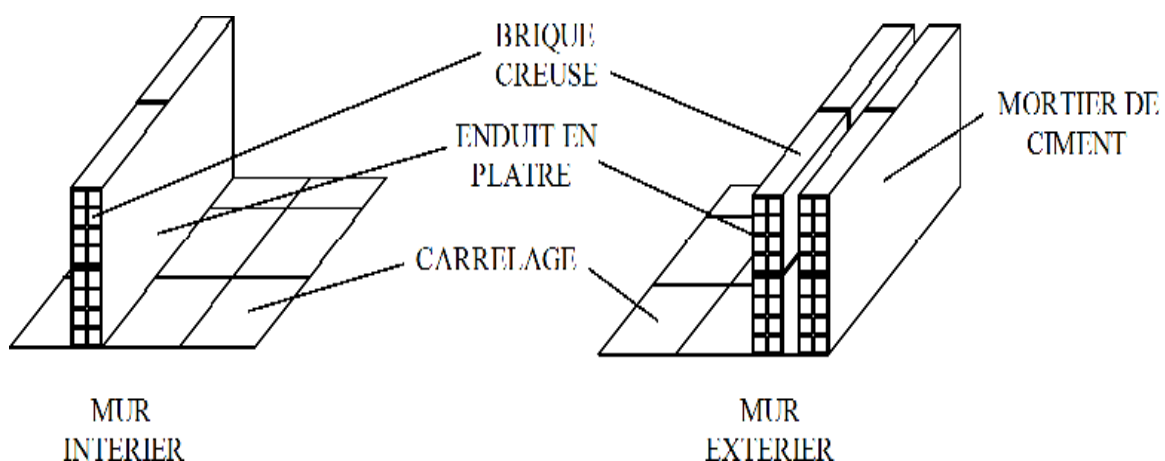 BRIQUE
CREUSE
MORTIER DE
CIMENT
ENDUIT EN
PLATRE
CARRELAGE
MUR
INTERIER
MUR
EXTERIER